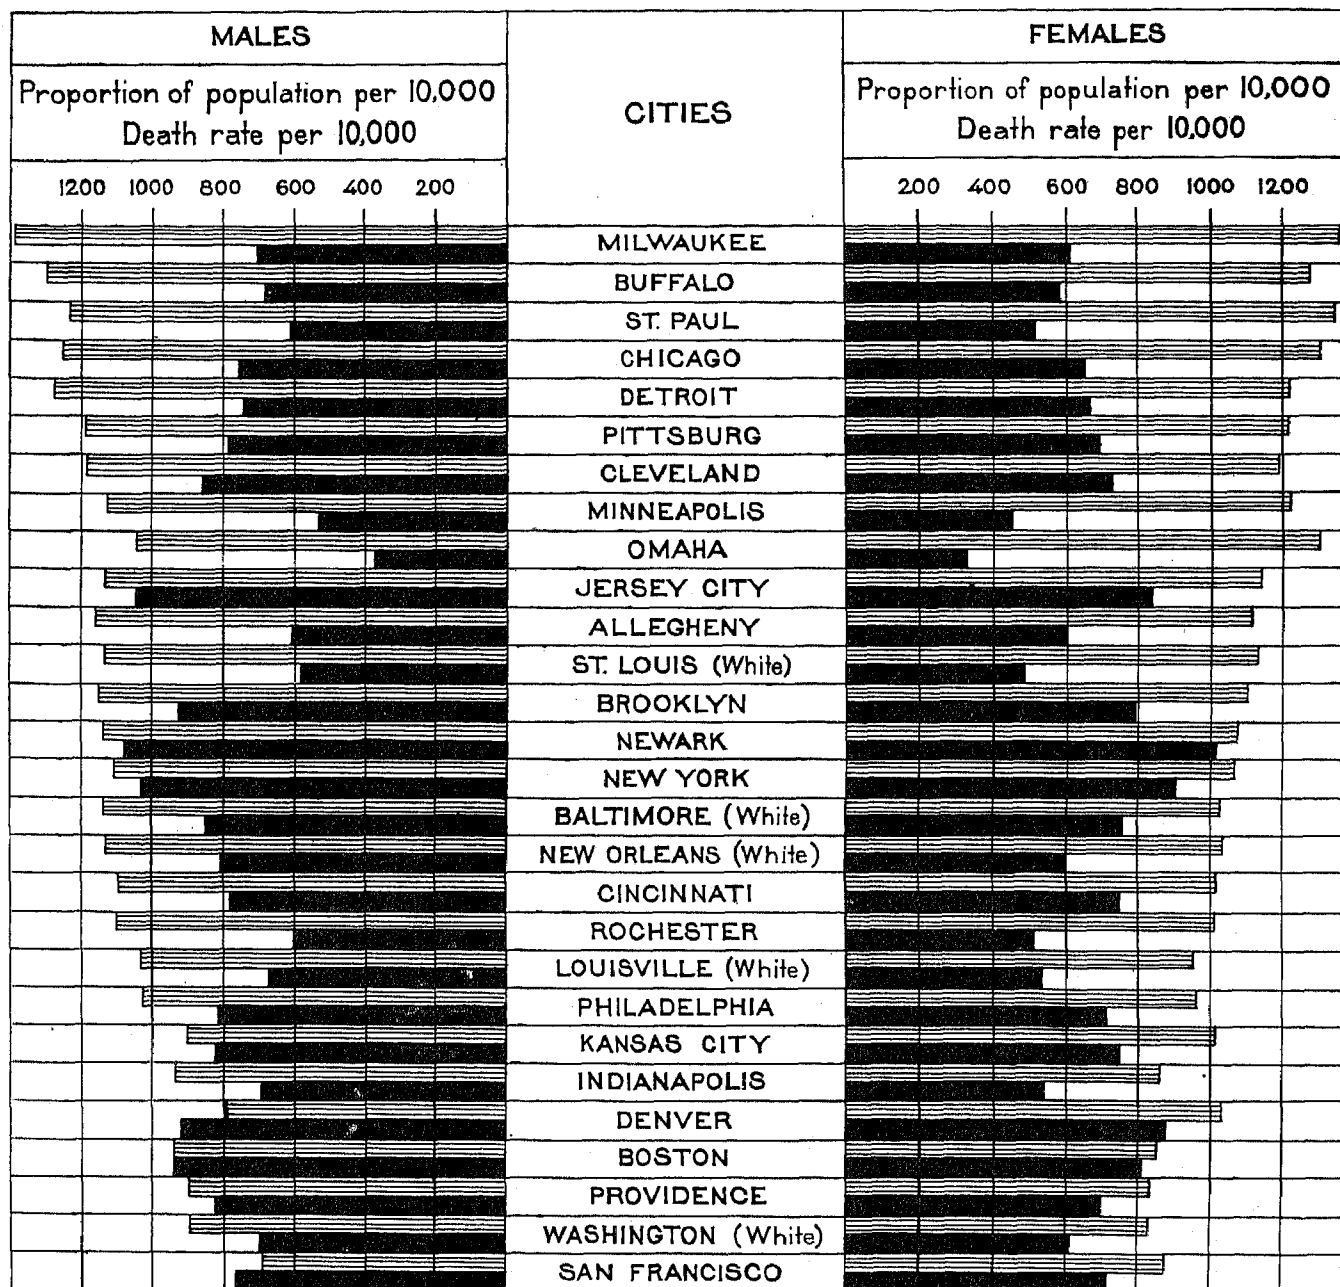 MALES
Proportion of population per 10,000
Death rate per 10,000
1200 1000 800 600 400 200
CITIES
FEMALES
Proportion of population per 10,000
Death rate per 10,000
200 400 600 800 1000 1200
MILWAUKEE
BUFFALO
ST. PAUL
CHICAGO
DETROIT
PITTSBURG
CLEVELAND
MINNEAPOLIS
OMAHA
JERSEY CITY
ALLEGHENY
ST. LOUIS (White)
BROOKLYN
NEWARK
NEW YORK
BALTIMORE (White)
NEW ORLEANS (White)
CINCINNATI
ROCHESTER
LOUISVILLE (White)
PHILADELPHIA
KANSAS CITY
INDIANAPOLIS
DENVER
BOSTON
PROVIDENCE
WASHINGTON (White)
SAN FRANCISCO